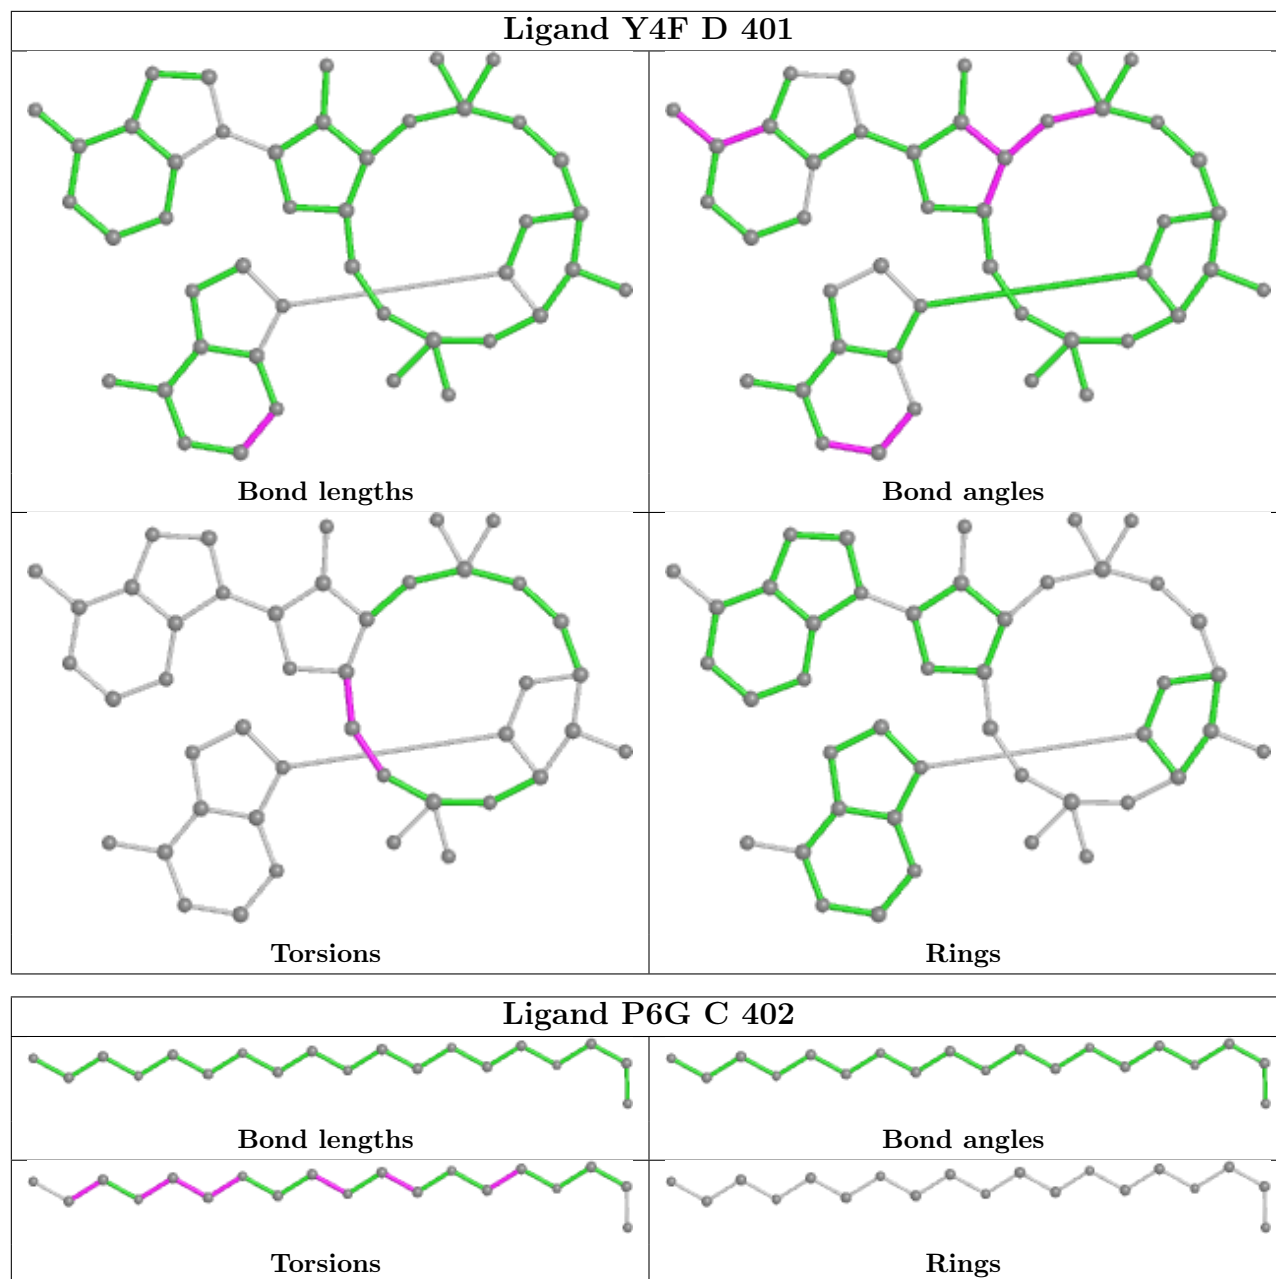 Ligand Y4F D 401
Bond lengths
Bond angles
Torsions
Rings
Ligand P6G C 402
Bond lengths
Bond angles
Torsions
Rings